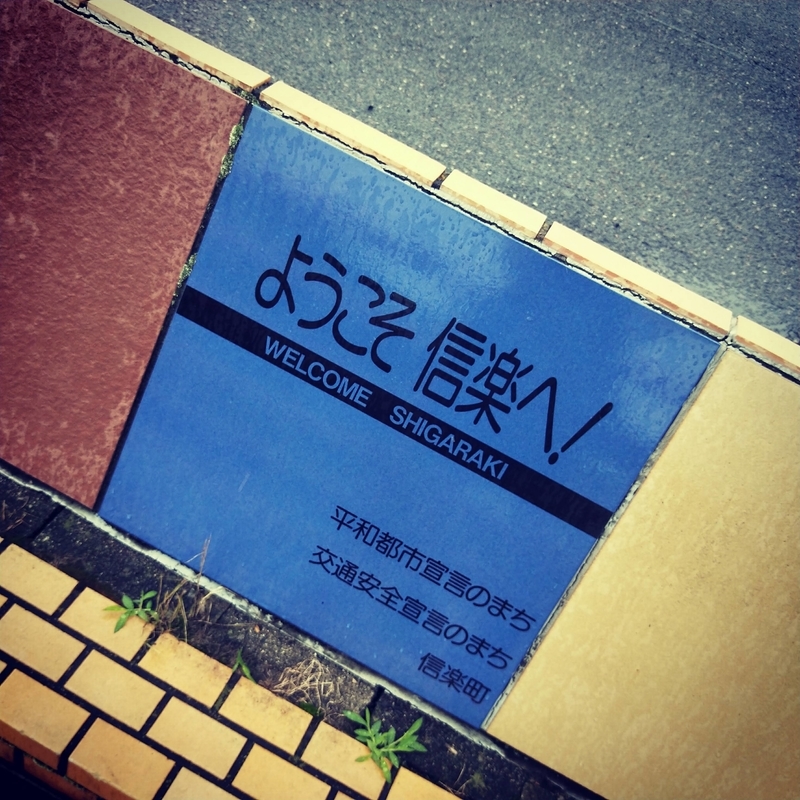 ようこそ 信楽へ!
WELCOME SHIGARAKI
平和都市宣言のまち
交通安全宣言のまち
信楽町